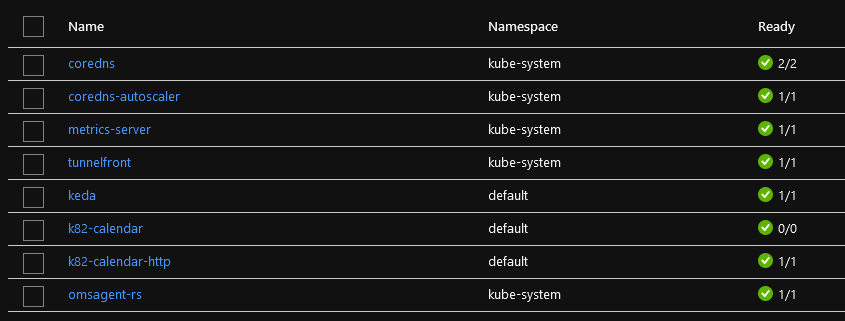 Name Namespace Ready
coredns kube-system 2/2
coredns-autoscaler kube-system 1/1
metrics-server kube-system 1/1
tunnelfront kube-system 1/1
keda default 1/1
k82-calendar default 0/0
k82-calendar-http default 1/1
omsagent-rs kube-system 1/1